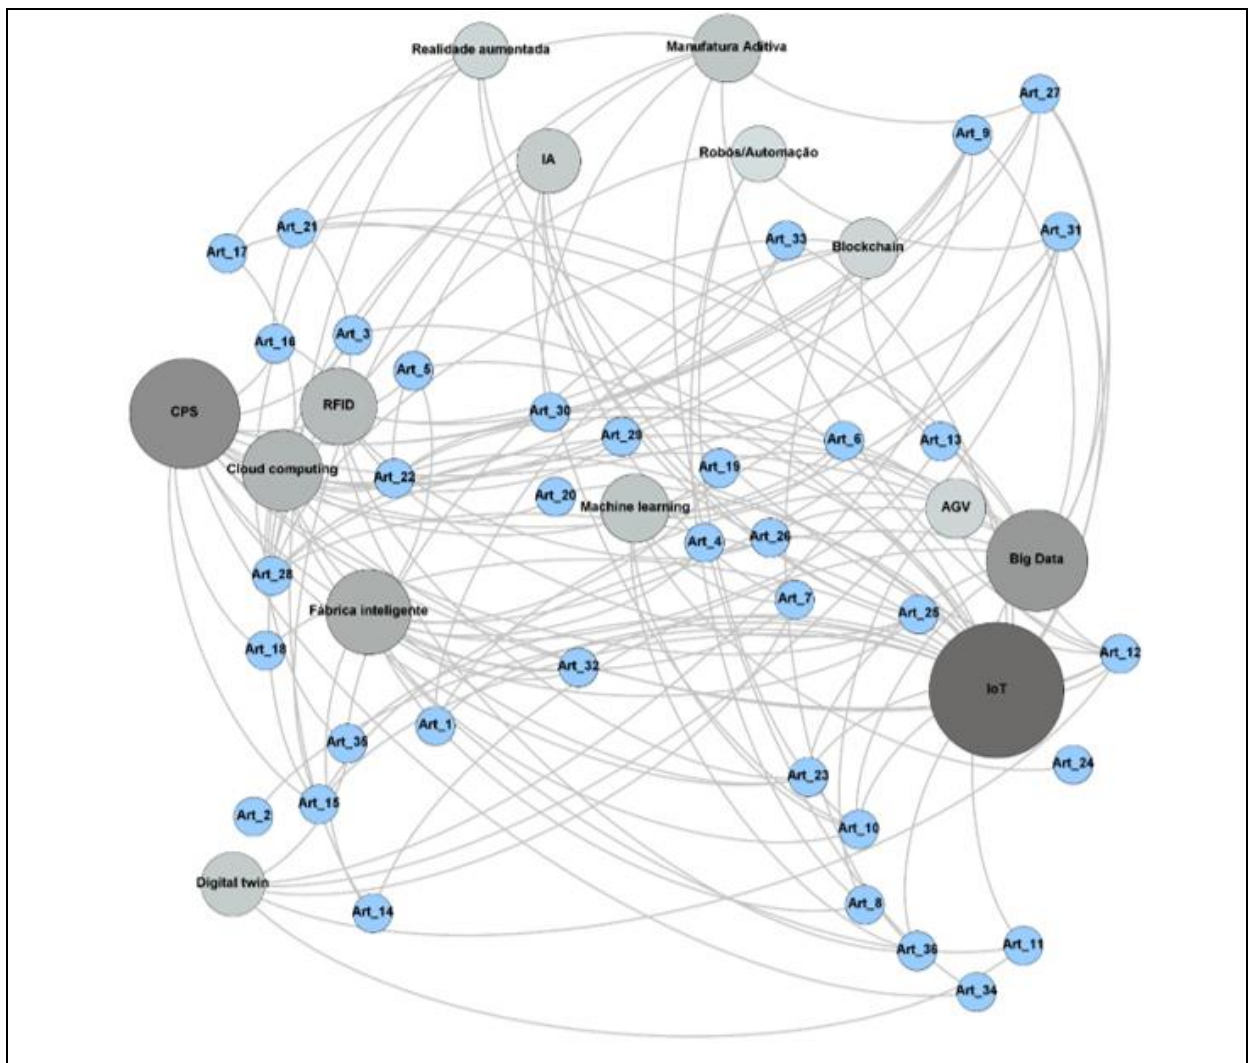 Realidade aumentada
Manufatura Aditiva
Art_27
Art_9
IA
Robôs/Automação
Art_21
Art_17
Art_33
Blockchain
Art_31
Art_16
Art_3
Art_5
CPS
RFID
Art_30
Art_29
Art_6
Art_13
Cloud computing
Art_22
Art_19
Art_20
Machine learning
AGV
Art_4
Art_26
Big Data
Art_28
Fábrica inteligente
Art_7
Art_25
Art_18
Art_32
Art_12
IoT
Art_1
Art_35
Art_24
Art_23
Art_2
Art_15
Art_10
Digital twin
Art_14
Art_8
Art_36
Art_11
Art_34